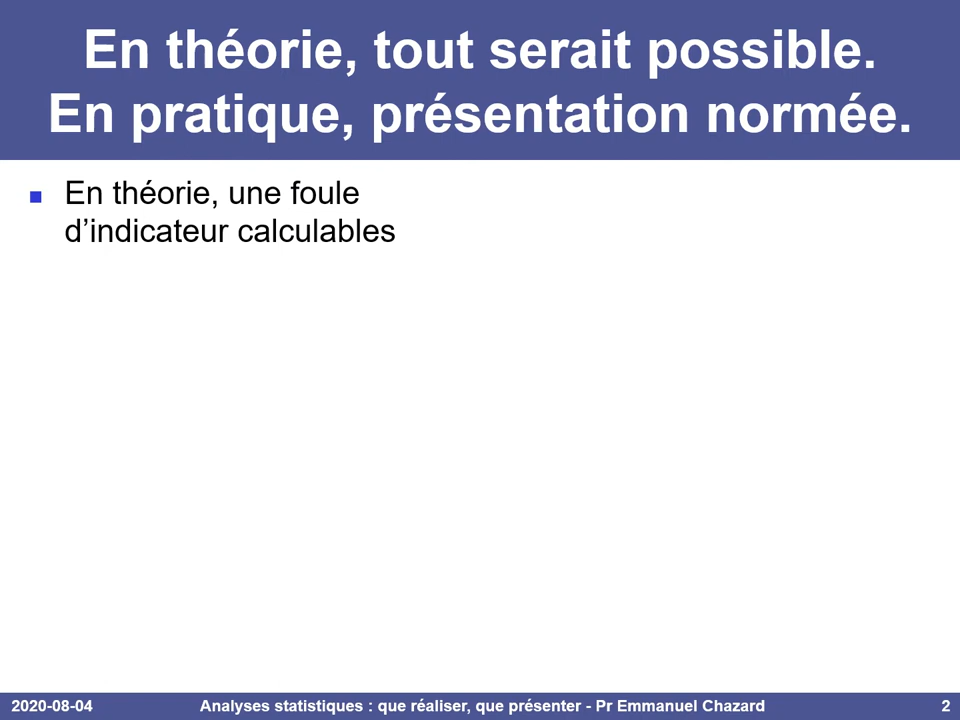 En théorie, tout serait possible.
En pratique, présentation normée.
En théorie, une foule
d’indicateur calculables
2020-08-04 Analyses statistiques : que réaliser, que présenter - Pr Emmanuel Chazard 2